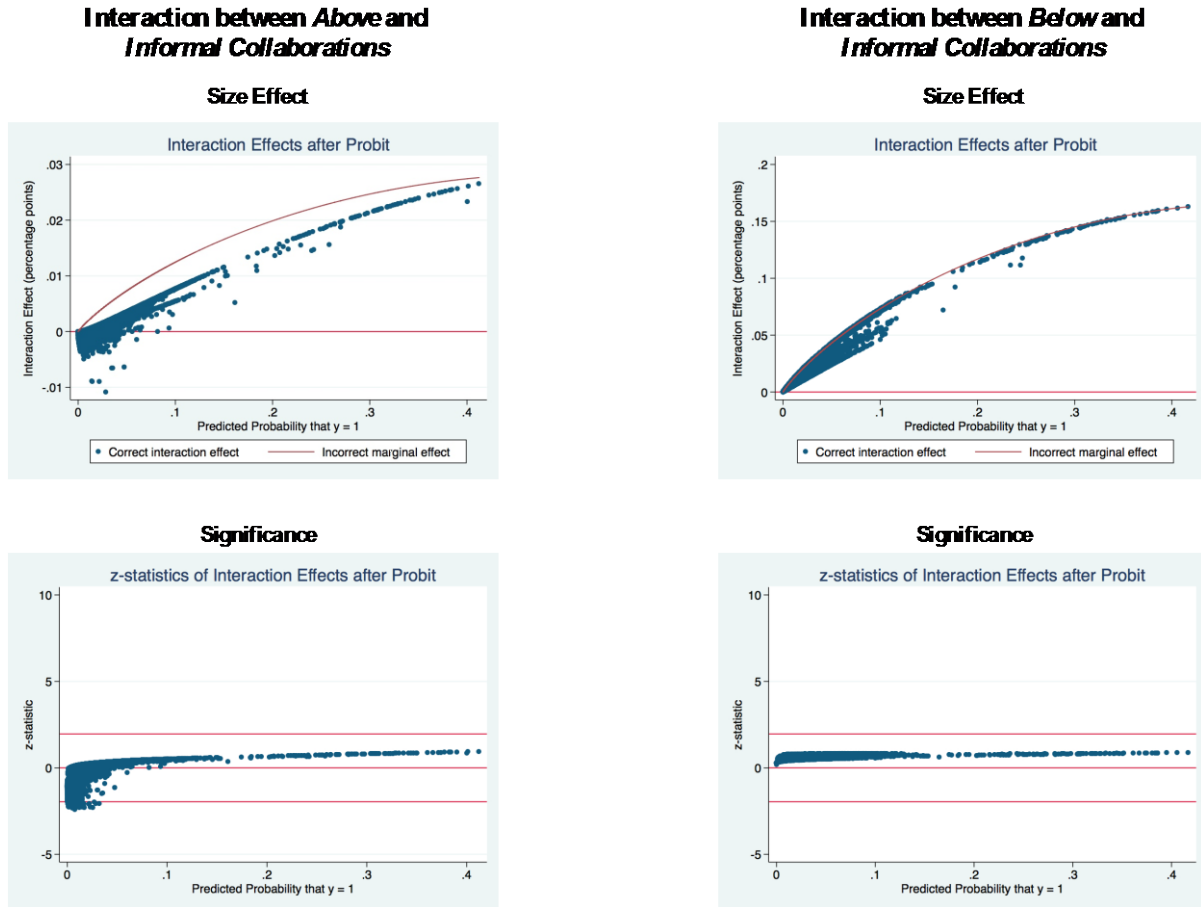 Interaction between Above and
Informal Collaborations
Size Effect
Interaction Effects after Probit
Interaction Effect (percentage points)
.03
.02
.01
0
-.01
0 .1 .2 .3 .4
Predicted Probability that y = 1
Correct interaction effect Incorrect marginal effect
Significance
z-statistics of Interaction Effects after Probit
z-statistic
10
5
0
-5
0 .1 .2 .3 .4
Predicted Probability that y = 1
Interaction between Below and
Informal Collaborations
Size Effect
Interaction Effects after Probit
Interaction Effect (percentage points)
.2
.15
.1
.05
0
0 .1 .2 .3 .4
Predicted Probability that y = 1
Correct interaction effect Incorrect marginal effect
Significance
z-statistics of Interaction Effects after Probit
z-statistic
10
5
0
-5
0 .1 .2 .3 .4
Predicted Probability that y = 1